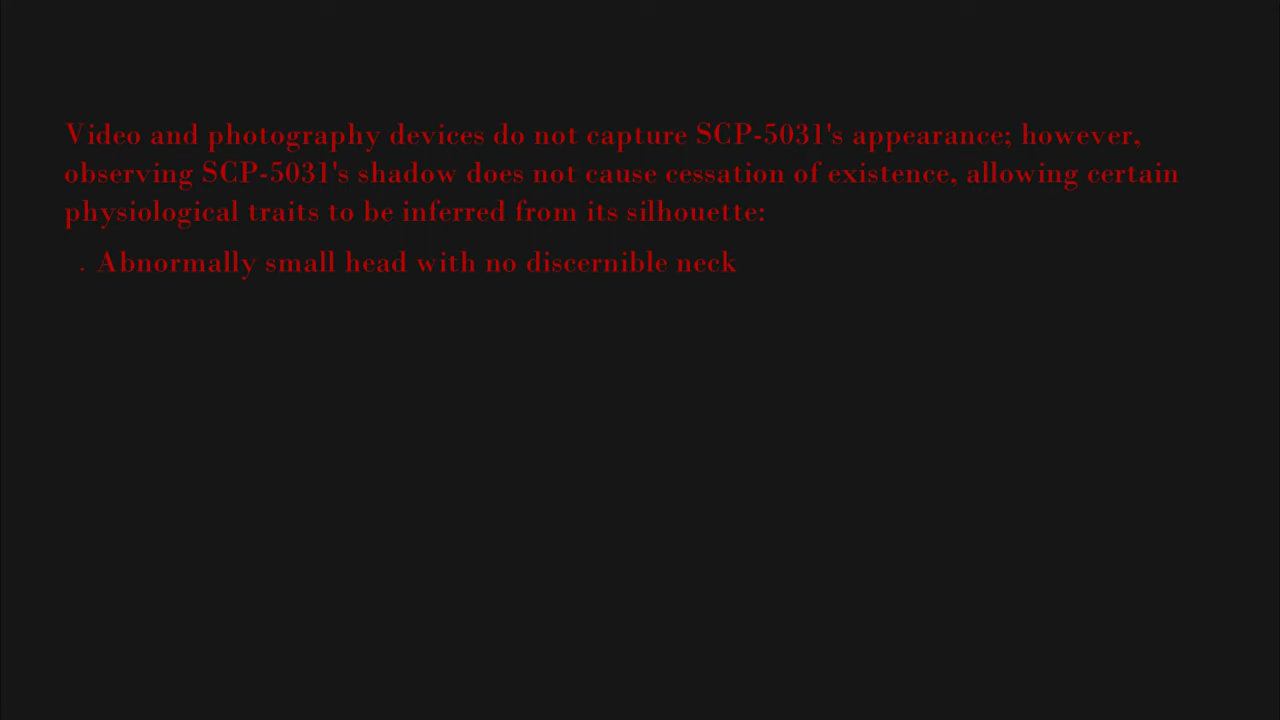 Video and photography devices do not capture SCP-5031's appearance; however,
observing SCP-5031's shadow does not cause cessation of existence, allowing certain
physiological traits to be inferred from its silhouette:
. Abnormally small head with no discernible neck